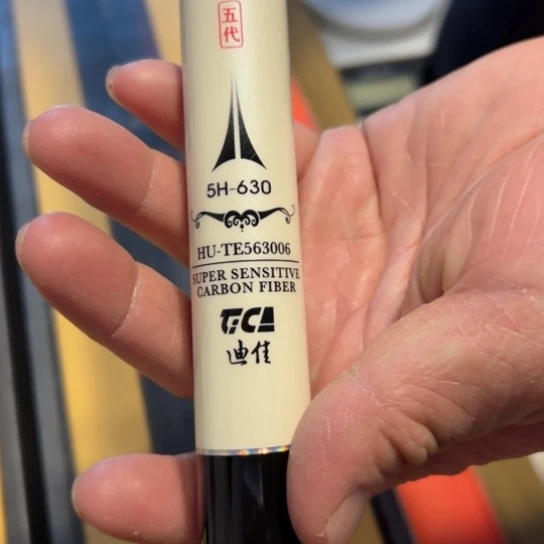 五代
5H-630
HU-TE563006
SUPER SENSITIVE
CARBON FIBER
TiCA
迪佳